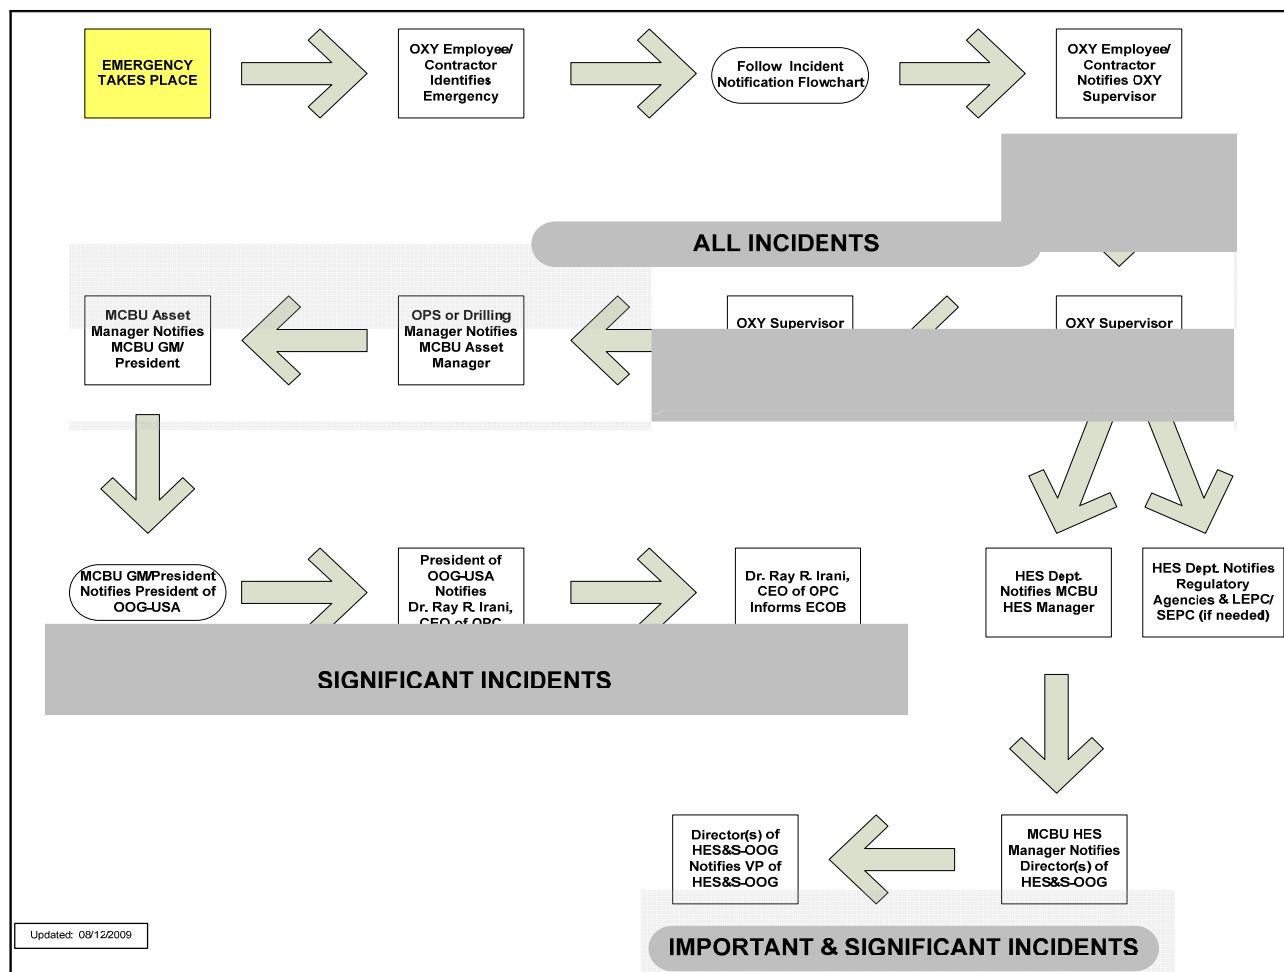 EMERGENCY
TAKES PLACE
OXY Employee/
Contractor
Identifies
Emergency
Follow Incident
Notification Flowchart
OXY Employee/
Contractor
Notifies OXY
Supervisor
ALL INCIDENTS
MCBU Asset
Manager Notifies
MCBU GM/
President
OPS or Drilling
Manager Notifies
MCBU Asset
Manager
OXY Supervisor
OXY Supervisor
MCBU GM/President
Notifies President of
OOG-USA
President of
OOG-USA
Notifies
Dr. Ray R. Irani,
CEO of OPC
Dr. Ray R. Irani,
CEO of OPC
Informs ECOB
HES Dept.
Notifies MCBU
HES Manager
HES Dept. Notifies
Regulatory
Agencies & LEPC/
SEPC (if needed)
SIGNIFICANT INCIDENTS
Director(s) of
HES&S-OOG
Notifies VP of
HES&S-OOG
MCBU HES
Manager Notifies
Director(s) of
HES&S-OOG
Updated: 08/12/2009
IMPORTANT & SIGNIFICANT INCIDENTS